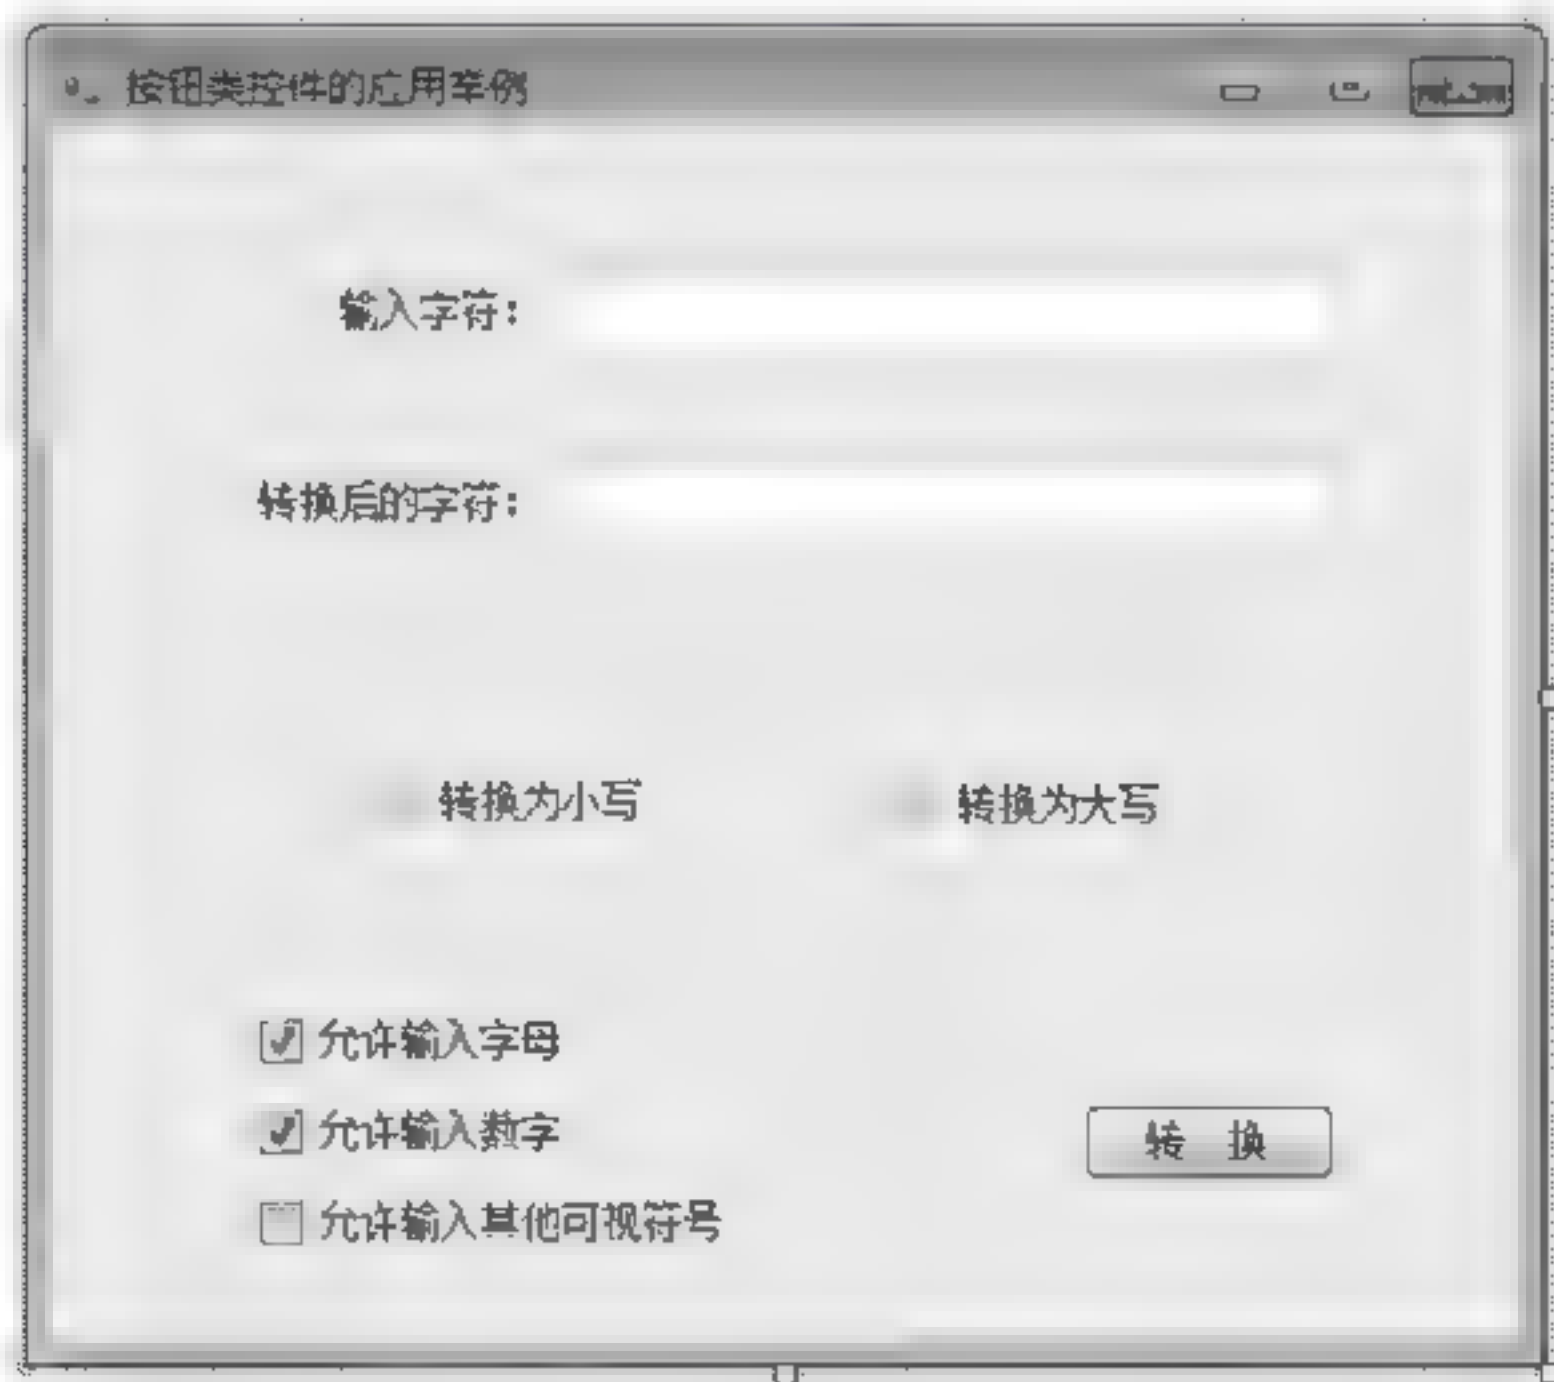 按钮类控件的应用举例
输入字符：
转换后的字符：
转换为小写 转换为大写
允许输入字母
允许输入数字
转 换
允许输入其他可视符号